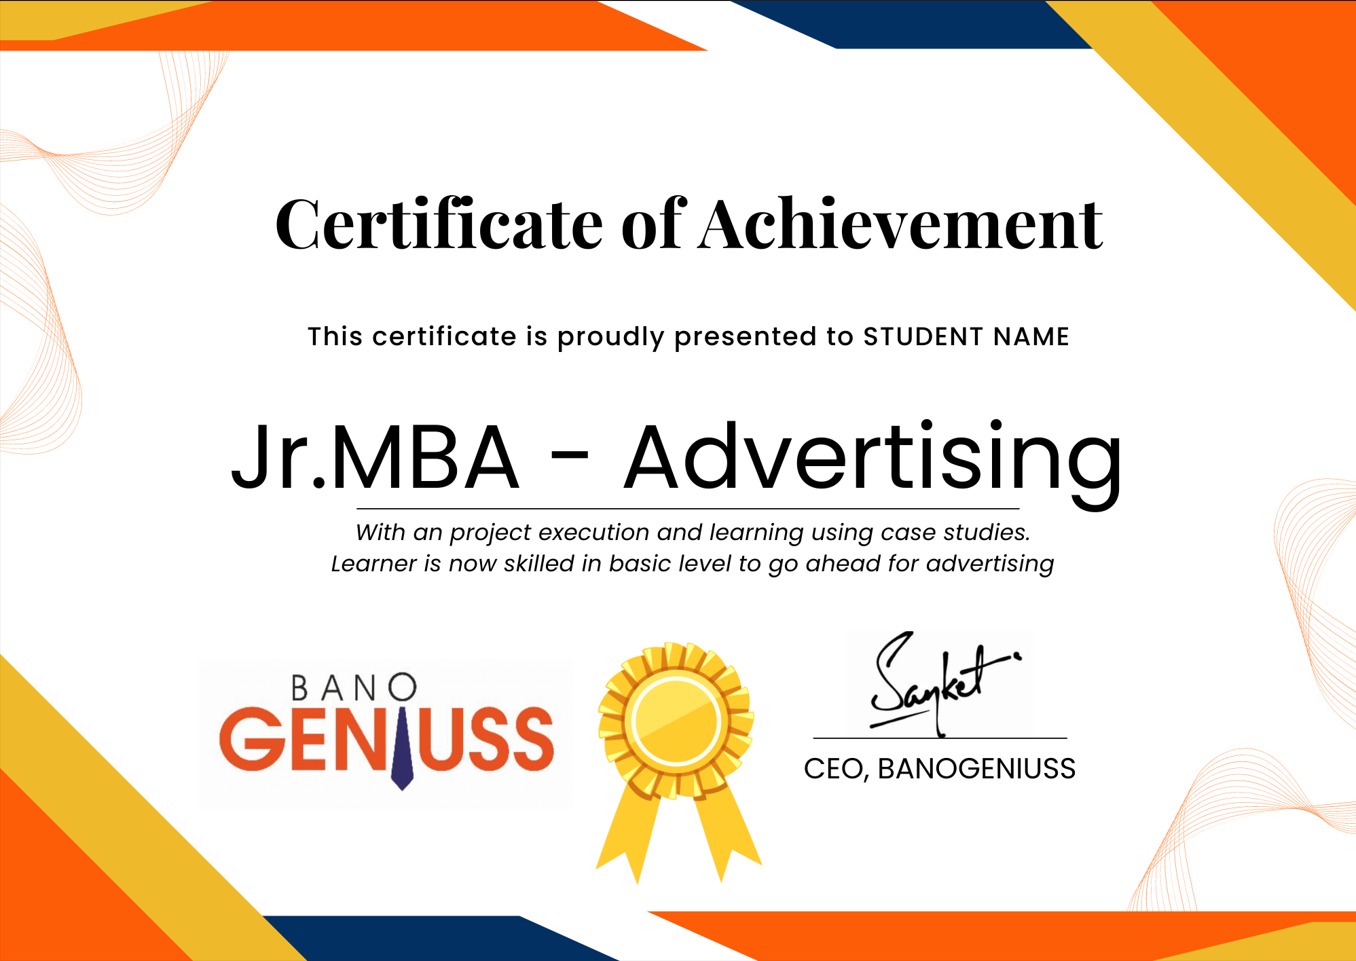 Certificate of Achievement
This certificate is proudly presented to STUDENT NAME
Jr.MBA - Advertising
With an project execution and learning using case studies.
Learner is now skilled in basic level to go ahead for advertising
BANO
GENIUSS
Sanket
CEO, BANOGENIUSS